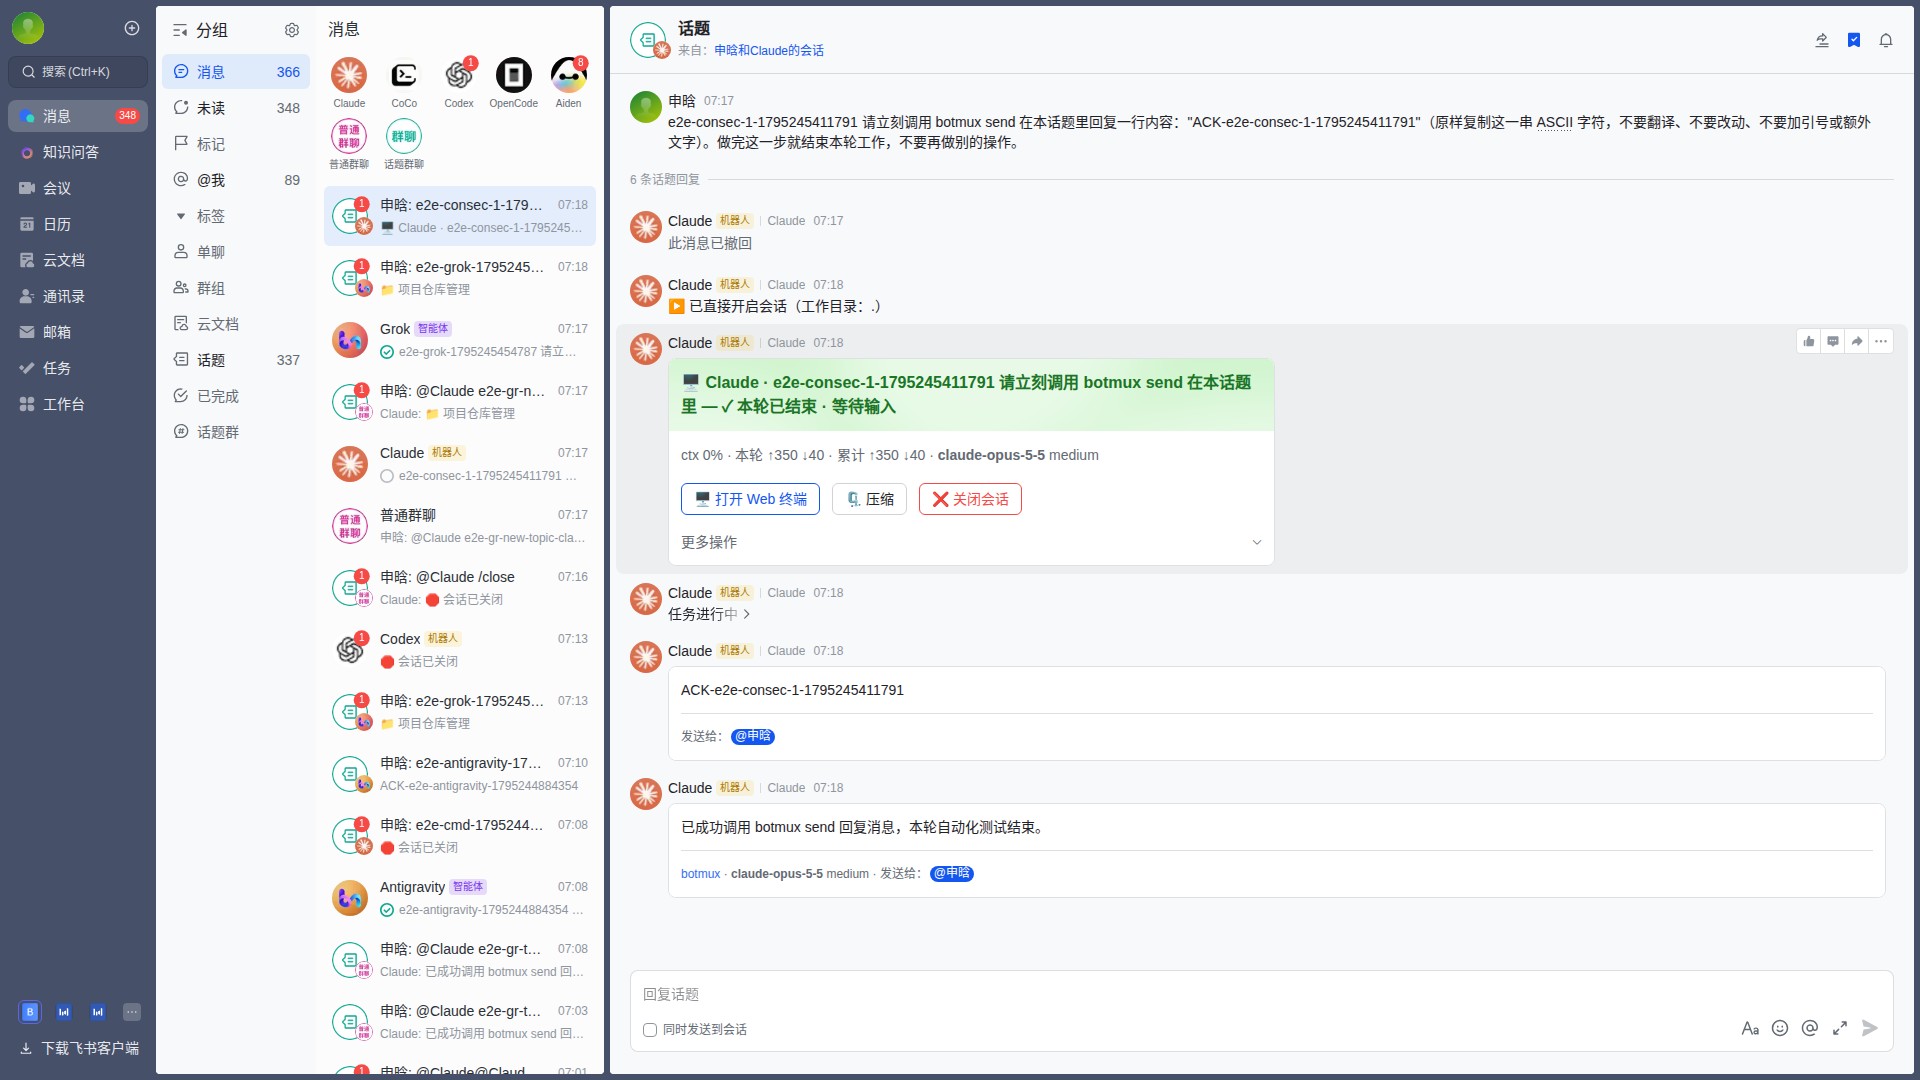 搜索 (Ctrl+K)
消息
348
知识问答
会议
日历
云文档
通讯录
邮箱
任务
工作台
B
下载飞书客户端
分组
消息 366
未读 348
标记
@我 89
标签
单聊
群组
云文档
话题 337
已完成
话题群
消息
Claude
CoCo
1
Codex
OpenCode
8
Aiden
普通群聊
普通群聊
群聊
话题群聊
1
申晗: e2e-consec-1-179… 07:18
Claude · e2e-consec-1-1795245…
1
申晗: e2e-grok-1795245… 07:18
项目仓库管理
Grok 智能体 07:17
e2e-grok-1795245454787 请立…
1
申晗: @Claude e2e-gr-n… 07:17
Claude: 项目仓库管理
Claude 机器人 07:17
e2e-consec-1-1795245411791 …
普通群聊
普通群聊 07:17
申晗: @Claude e2e-gr-new-topic-cla…
1
申晗: @Claude /close 07:16
Claude: 会话已关闭
1
Codex 机器人 07:13
会话已关闭
1
申晗: e2e-grok-1795245… 07:13
项目仓库管理
申晗: e2e-antigravity-17… 07:10
ACK-e2e-antigravity-1795244884354
1
申晗: e2e-cmd-1795244… 07:08
会话已关闭
Antigravity 智能体 07:08
e2e-antigravity-1795244884354 …
申晗: @Claude e2e-gr-t… 07:08
Claude: 已成功调用 botmux send 回…
申晗: @Claude e2e-gr-t… 07:03
Claude: 已成功调用 botmux send 回…
1
申晗: @Claude@Claud… 07:01
话题
来自：申晗和Claude的会话
申晗 07:17
e2e-consec-1-1795245411791 请立刻调用 botmux send 在本话题里回复一行内容："ACK-e2e-consec-1-1795245411791"（原样复制这一串 ASCII 字符，不要翻译、不要改动、不要加引号或额外
文字）。做完这一步就结束本轮工作，不要再做别的操作。
6 条话题回复
Claude 机器人 Claude 07:17
此消息已撤回
Claude 机器人 Claude 07:18
已直接开启会话（工作目录：.）
Claude 机器人 Claude 07:18
Claude · e2e-consec-1-1795245411791 请立刻调用 botmux send 在本话题
里 — ✓ 本轮已结束 · 等待输入
ctx 0% · 本轮 ↑350 ↓40 · 累计 ↑350 ↓40 · claude-opus-5-5 medium
打开 Web 终端 压缩 关闭会话
更多操作
Claude 机器人 Claude 07:18
任务进行中
Claude 机器人 Claude 07:18
ACK-e2e-consec-1-1795245411791
发送给：@申晗
Claude 机器人 Claude 07:18
已成功调用 botmux send 回复消息，本轮自动化测试结束。
botmux · claude-opus-5-5 medium · 发送给：@申晗
回复话题
同时发送到会话